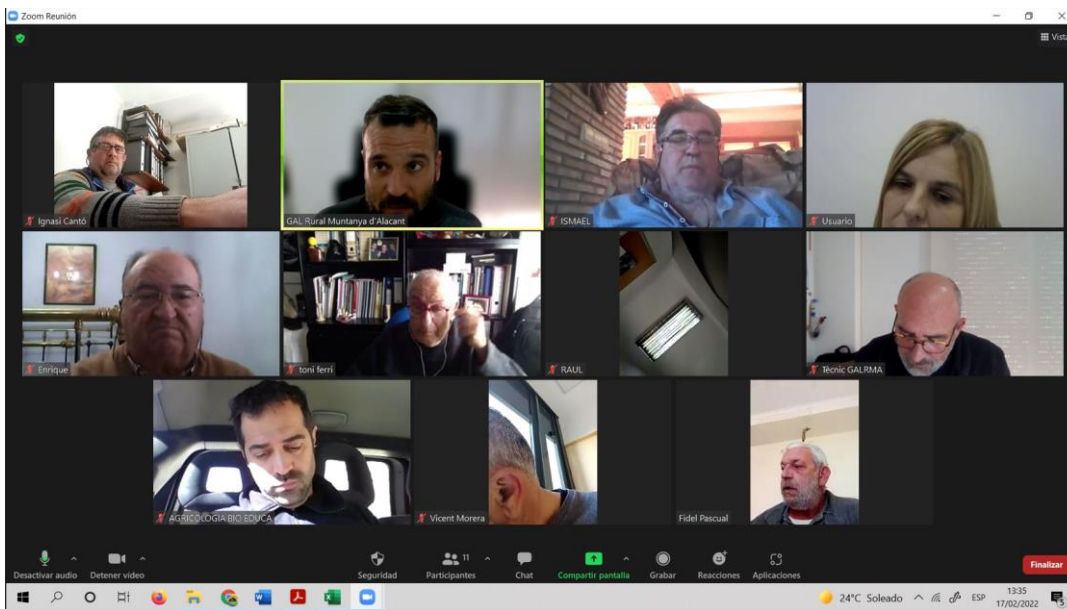 Zoom Reunión
Vista
Ignasi Cantó
GAL Rural Muntanya d'Alacant
ISMAEL
Usuario
Enrique
toni ferri
RAUL
Tècnic GALRMA
AGRICOLOGIA BIO EDUCA
Vicent Morera
Fidel Pascual
Desactivar audio
Detener video
Seguridad
Participantes
11
Chat
Compartir pantalla
Grabar
Reacciones
Aplicaciones
Finalizar
24°C Soleado
ESP
13:35
17/02/2022
5